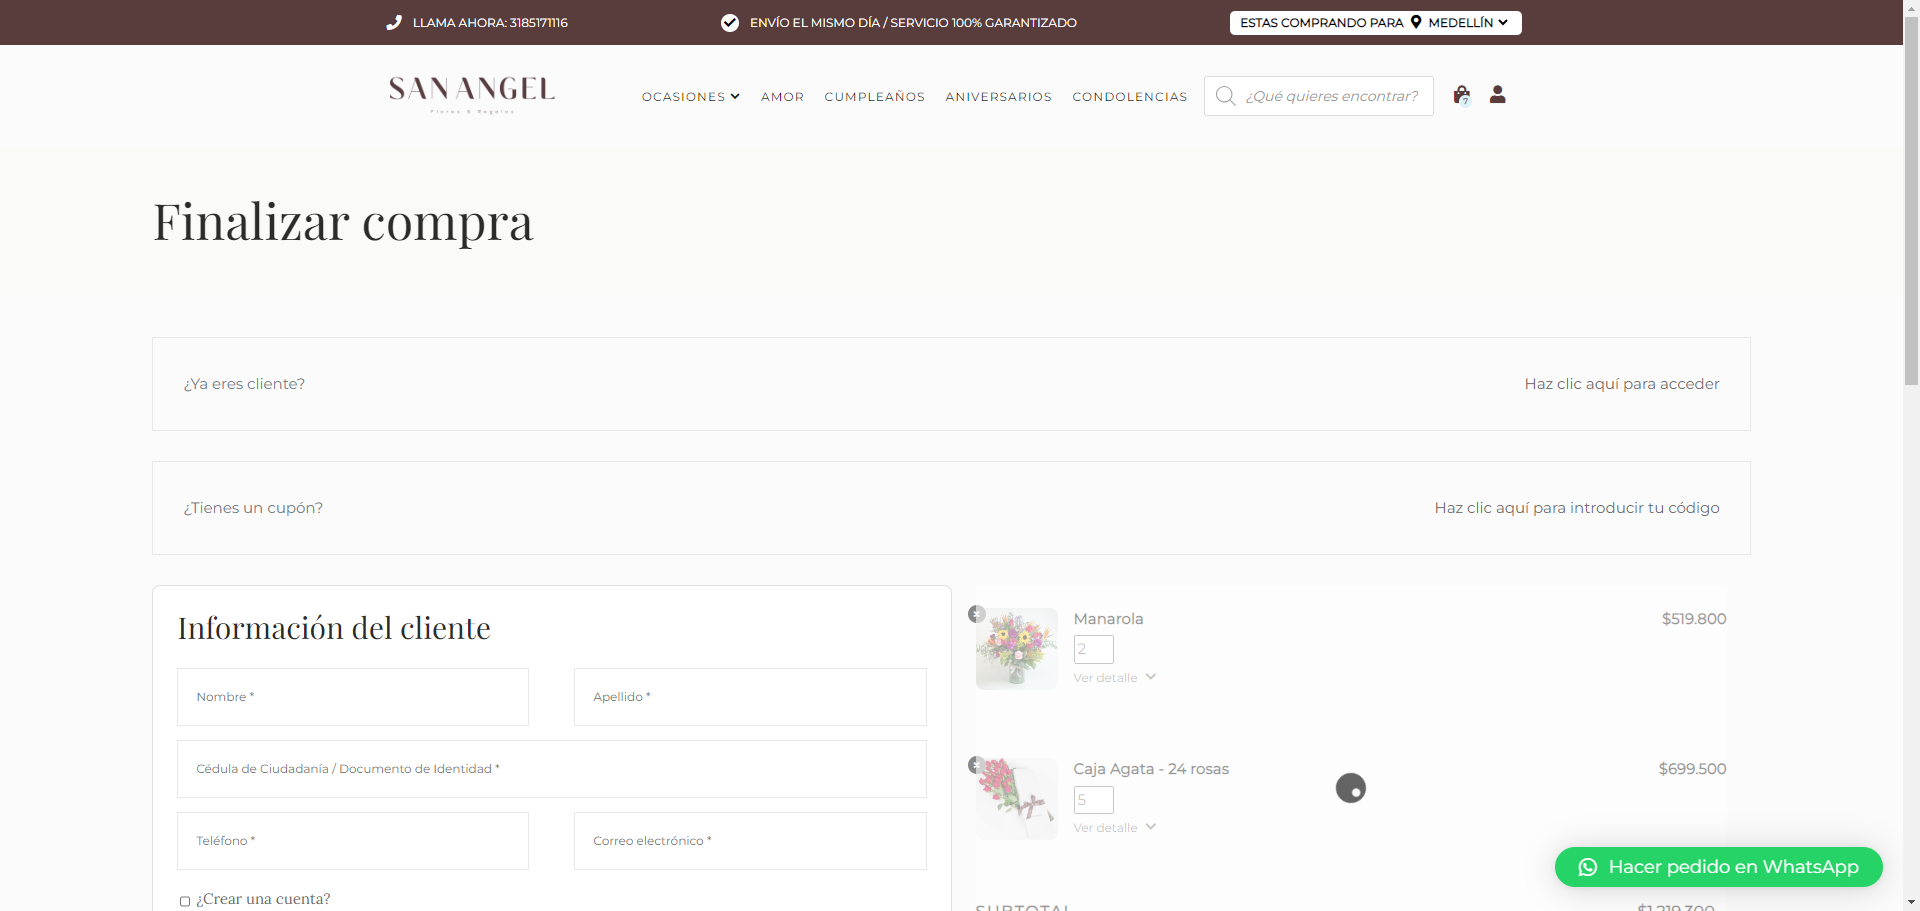 LLAMA AHORA: 3185171116
ENVÍO EL MISMO DÍA / SERVICIO 100% GARANTIZADO
ESTAS COMPRANDO PARA MEDELLÍN
SAN ANGEL
Flores & Regalos
OCASIONES
AMOR
CUMPLEAÑOS
ANIVERSARIOS
CONDOLENCIAS
¿Qué quieres encontrar?
7
Finalizar compra
¿Ya eres cliente?
Haz clic aquí para acceder
¿Tienes un cupón?
Haz clic aquí para introducir tu código
Información del cliente
Nombre *
Apellido *
Cédula de Ciudadanía / Documento de Identidad *
Teléfono *
Correo electrónico *
¿Crear una cuenta?
Manarola
$519.800
2
Ver detalle
Caja Agata - 24 rosas
$699.500
5
Ver detalle
Hacer pedido en WhatsApp
SUBTOTAL
$1.219.300